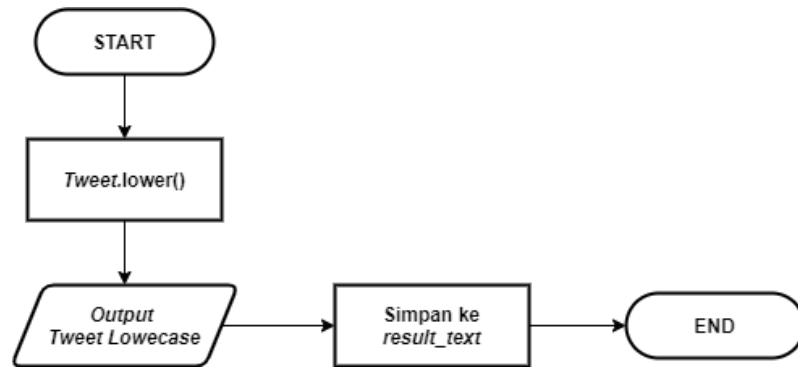 START
Tweet.lower()
Output
Tweet Lowecase
Simpan ke
result_text
END